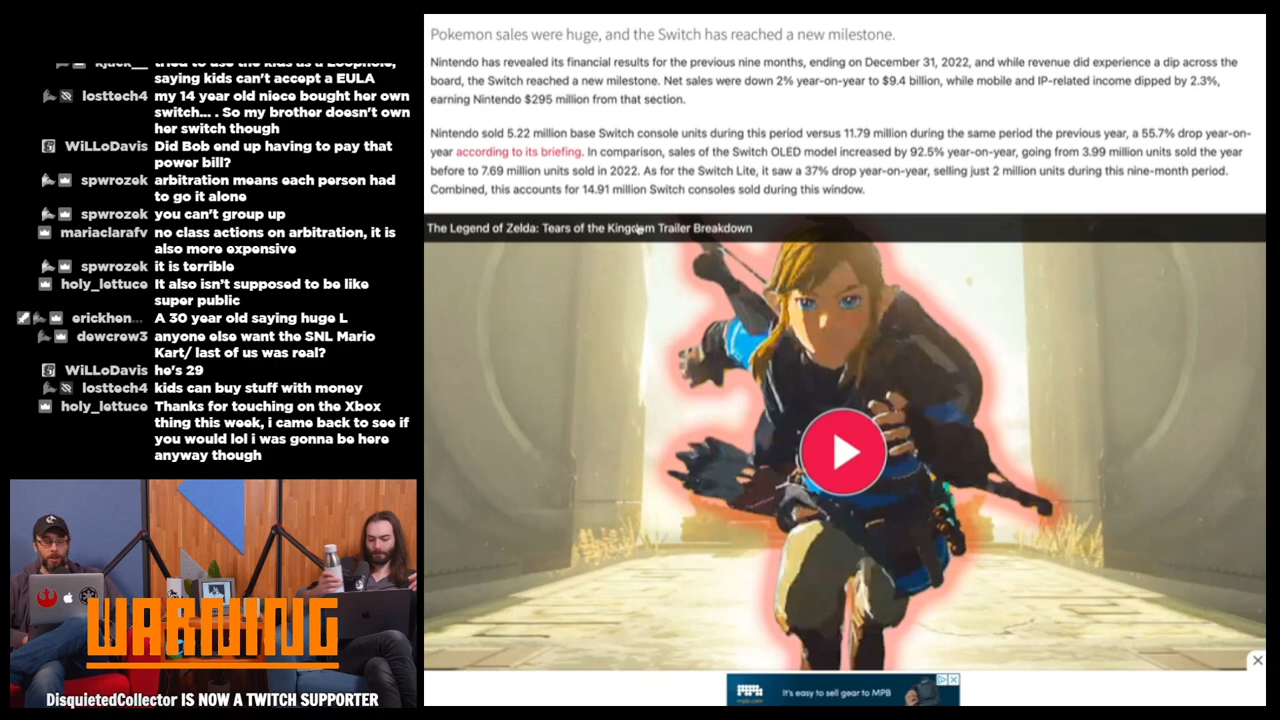 tried to use the kids as a Loophole,
saying kids can't accept a EULA
losttech4 my 14 year old niece bought her own
switch... . So my brother doesn't own
her switch though
WiLLoDavis Did Bob end up having to pay that
power bill?
spwrozek arbitration means each person had
to go it alone
spwrozek you can't group up
mariaclarafv no class actions on arbitration, it is
also more expensive
spwrozek it is terrible
holy_lettuce It also isn't supposed to be like
super public
erickhen... A 30 year old saying huge L
dewcrew3 anyone else want the SNL Mario
Kart/ last of us was real?
WiLLoDavis he's 29
losttech4 kids can buy stuff with money
holy_lettuce Thanks for touching on the Xbox
thing this week, i came back to see if
you would lol i was gonna be here
anyway though
WARNING
DisquietedCollector IS NOW A TWITCH SUPPORTER
Pokemon sales were huge, and the Switch has reached a new milestone.
Nintendo has revealed its financial results for the previous nine months, ending on December 31, 2022, and while revenue did experience a dip across the
board, the Switch reached a new milestone. Net sales were down 2% year-on-year to $9.4 billion, while mobile and IP-related income dipped by 2.3%,
earning Nintendo $295 million from that section.
Nintendo sold 5.22 million base Switch console units during this period versus 11.79 million during the same period the previous year, a 55.7% drop year-on-
year according to its briefing. In comparison, sales of the Switch OLED model increased by 92.5% year-on-year, going from 3.99 million units sold the year
before to 7.69 million units sold in 2022. As for the Switch Lite, it saw a 37% drop year-on-year, selling just 2 million units during this nine-month period.
Combined, this accounts for 14.91 million Switch consoles sold during this window.
The Legend of Zelda: Tears of the Kingdom Trailer Breakdown
It's easy to sell gear to MPB